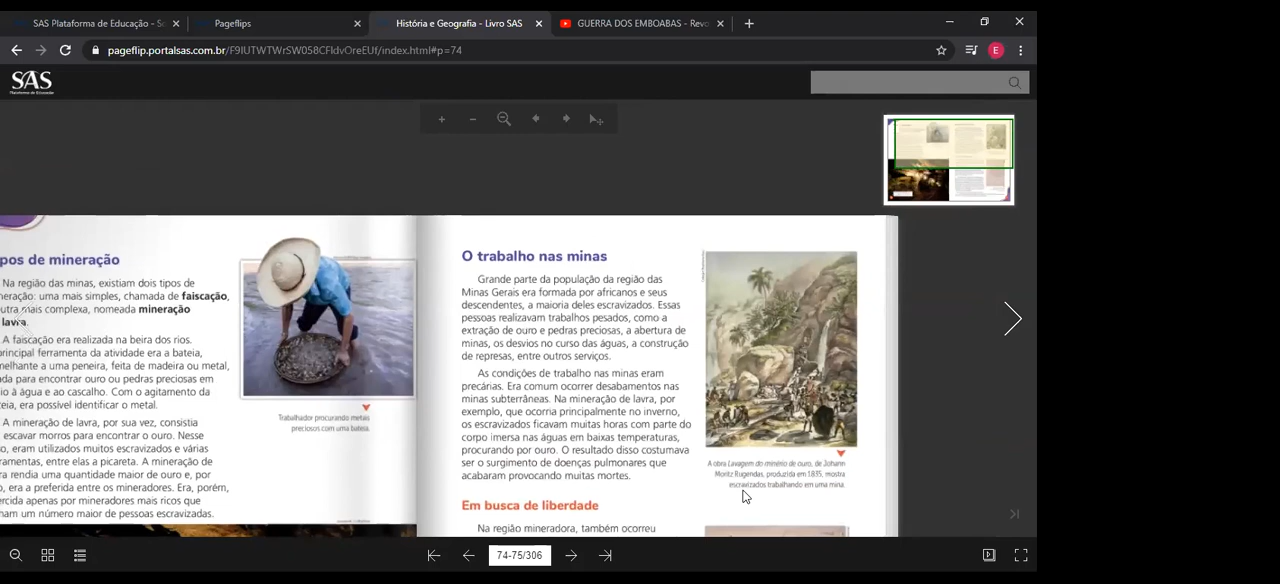 SAS Plataforma de Educação - S
Pageflips
História e Geografia - Livro SAS
GUERRA DOS EMBOABAS - Revo
pageflip.portalsas.com.br/F9IUTWTWrSW058CFIdvOreEUf/index.html#p=74
E
SAS
Plataforma de Educação
pos de mineração
Na região das minas, existiam dois tipos de
neração: uma mais simples, chamada de faiscação,
outra mais complexa, nomeada mineração
lavra.
A faiscação era realizada na beira dos rios.
principal ferramenta da atividade era a bateia,
melhante a uma peneira, feita de madeira ou metal,
ada para encontrar ouro ou pedras preciosas em
io à água e ao cascalho. Com o agitamento da
teia, era possível identificar o metal.
A mineração de lavra, por sua vez, consistia
escavar morros para encontrar o ouro. Nesse
o, eram utilizados muitos escravizados e várias
ramentas, entre elas a picareta. A mineração de
ra rendia uma quantidade maior de ouro e, por
o, era a preferida entre os mineradores. Era, porém,
ercida apenas por mineradores mais ricos que
ham um número maior de pessoas escravizadas.
Trabalhador procurando metais
preciosos com uma bateia.
O trabalho nas minas
Grande parte da população da região das
Minas Gerais era formada por africanos e seus
descendentes, a maioria deles escravizados. Essas
pessoas realizavam trabalhos pesados, como a
extração de ouro e pedras preciosas, a abertura de
minas, os desvios no curso das águas, a construção
de represas, entre outros serviços.
As condições de trabalho nas minas eram
precárias. Era comum ocorrer desabamentos nas
minas subterrâneas. Na mineração de lavra, por
exemplo, que ocorria principalmente no inverno,
os escravizados ficavam muitas horas com parte do
corpo imersa nas águas em baixas temperaturas,
procurando por ouro. O resultado disso costumava
ser o surgimento de doenças pulmonares que
acabaram provocando muitas mortes.
A obra Lavagem do minério de ouro, de Johann
Moritz Rugendas, produzida em 1835, mostra
escravizados trabalhando em uma mina.
Em busca de liberdade
Na região mineradora, também ocorreu
74-75/306